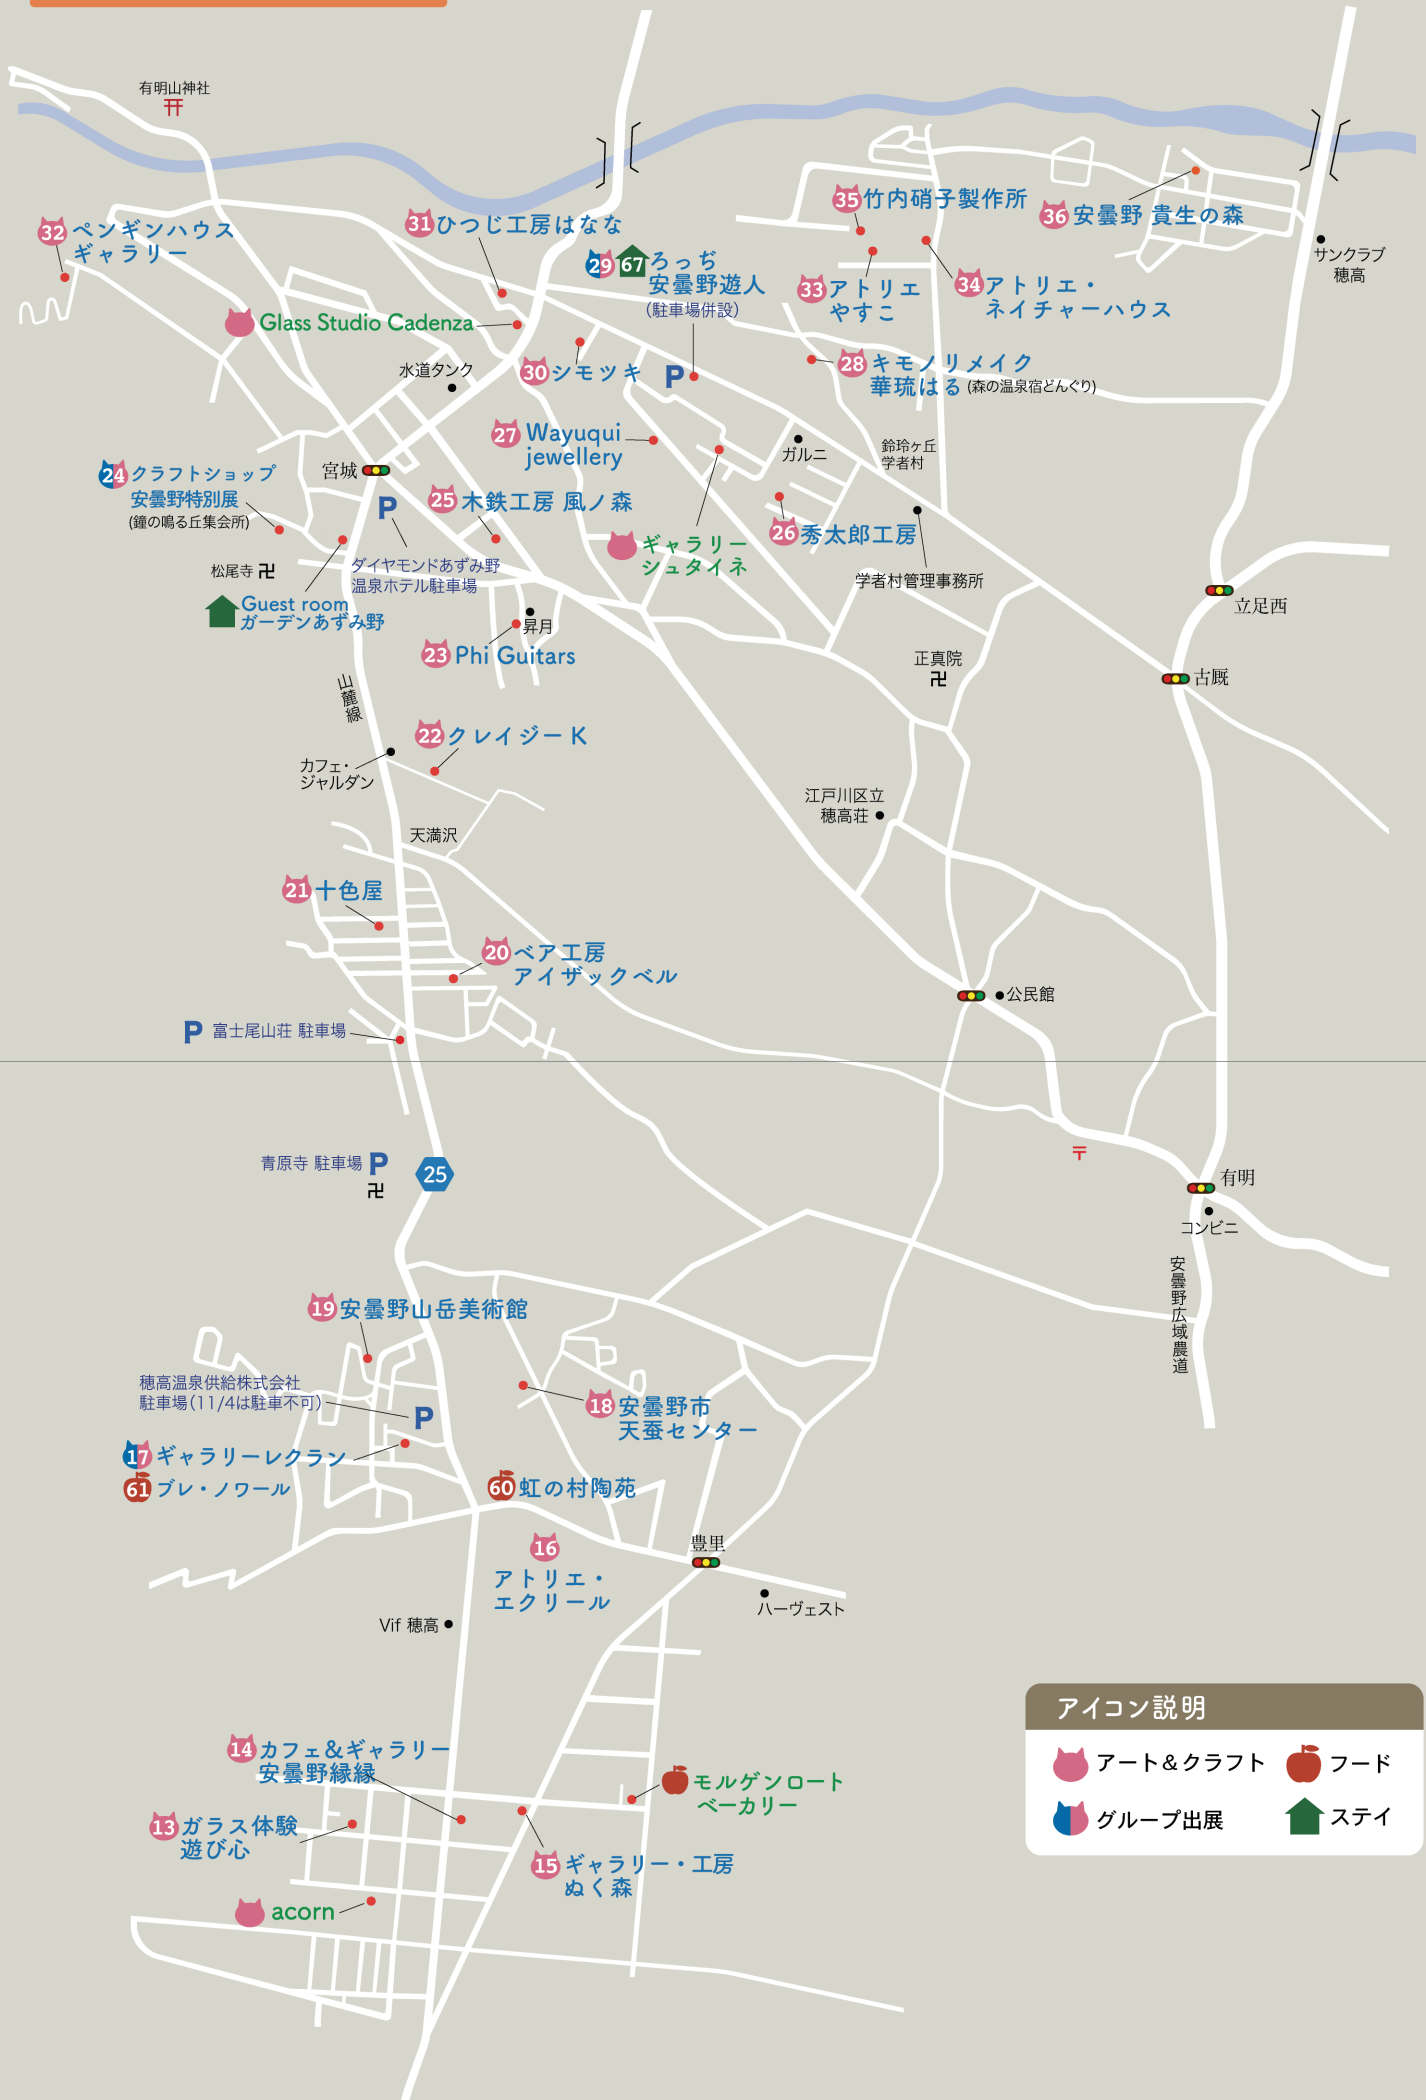 有明山神社
32 ペンギンハウス
ギャラリー
31 ひつじ工房はなな
29 67 ろっぢ
安曇野遊人
(駐車場併設)
P
35 竹内硝子製作所
36 安曇野 貴生の森
サンクラブ
穂高
33 アトリエ
やすこ
34 アトリエ・
ネイチャーハウス
Glass Studio Cadenza
水道タンク
30 シモツキ
28 キモノリメイク
華琉はる (森の温泉宿どんぐり)
27 Wayuqui
jewellery
ガルニ
鈴玲ヶ丘
学者村
宮城
24 クラフトショップ
安曇野特別展
(鐘の鳴る丘集会所)
P
ダイヤモンドあずみ野
温泉ホテル駐車場
25 木鉄工房 風ノ森
ギャラリー
シュタイネ
26 秀太郎工房
学者村管理事務所
松尾寺 卍
Guest room
ガーデンあずみ野
昇月
23 Phi Guitars
立足西
古厩
正真院
卍
山麓線
22 クレイジー K
カフェ・
ジャルダン
天満沢
江戸川区立
穂高荘
21 十色屋
20 ベア工房
アイザックベル
公民館
P 富士尾山荘 駐車場
青原寺 駐車場 P
卍
25
〒
有明
コンビニ
安曇野広域農道
19 安曇野山岳美術館
穂高温泉供給株式会社
駐車場(11/4は駐車不可)
P
18 安曇野市
天蚕センター
17 ギャラリーレクラン
61 ブレ・ノワール
60 虹の村陶苑
16
アトリエ・
エクリール
豊里
ハーヴェスト
Vif 穂高
14 カフェ&ギャラリー
安曇野縁縁
13 ガラス体験
遊び心
モルゲンロート
ベーカリー
15 ギャラリー・工房
ぬく森
acorn
アイコン説明
アート&クラフト
フード
グループ出展
ステイ